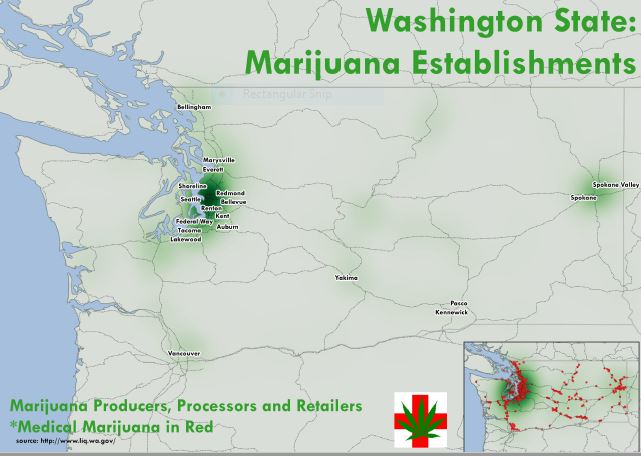 Washington State:
Marijuana Establishments
Rectangular Snip
Bellingham
Marysville
Everett
Shoreline
Redmond
Seattle
Bellevue
Renton
Kent
Federal Way
Auburn
Tacoma
Lakewood
Spokane Valley
Spokane
Yakima
Pasco
Kennewick
Vancouver
Marijuana Producers, Processors and Retailers
*Medical Marijuana in Red
source: http://www.liq.wa.gov/